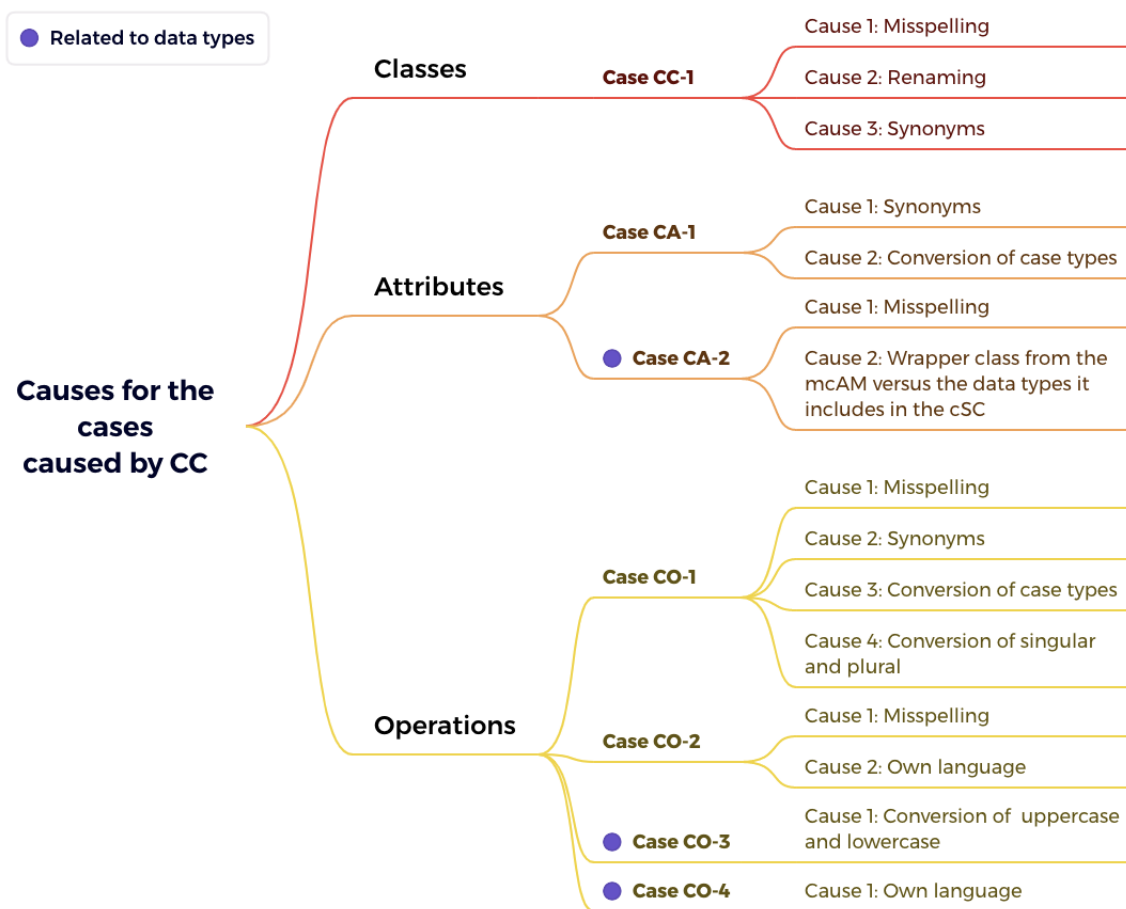 Related to data types
Causes for the
cases
caused by CC
Classes
Case CC-1
Cause 1: Misspelling
Cause 2: Renaming
Cause 3: Synonyms
Attributes
Case CA-1
Cause 1: Synonyms
Cause 2: Conversion of case types
Case CA-2
Cause 1: Misspelling
Cause 2: Wrapper class from the
mcAM versus the data types it
includes in the cSC
Operations
Case CO-1
Cause 1: Misspelling
Cause 2: Synonyms
Cause 3: Conversion of case types
Cause 4: Conversion of singular
and plural
Case CO-2
Cause 1: Misspelling
Cause 2: Own language
Case CO-3
Cause 1: Conversion of  uppercase
and lowercase
Case CO-4
Cause 1: Own language